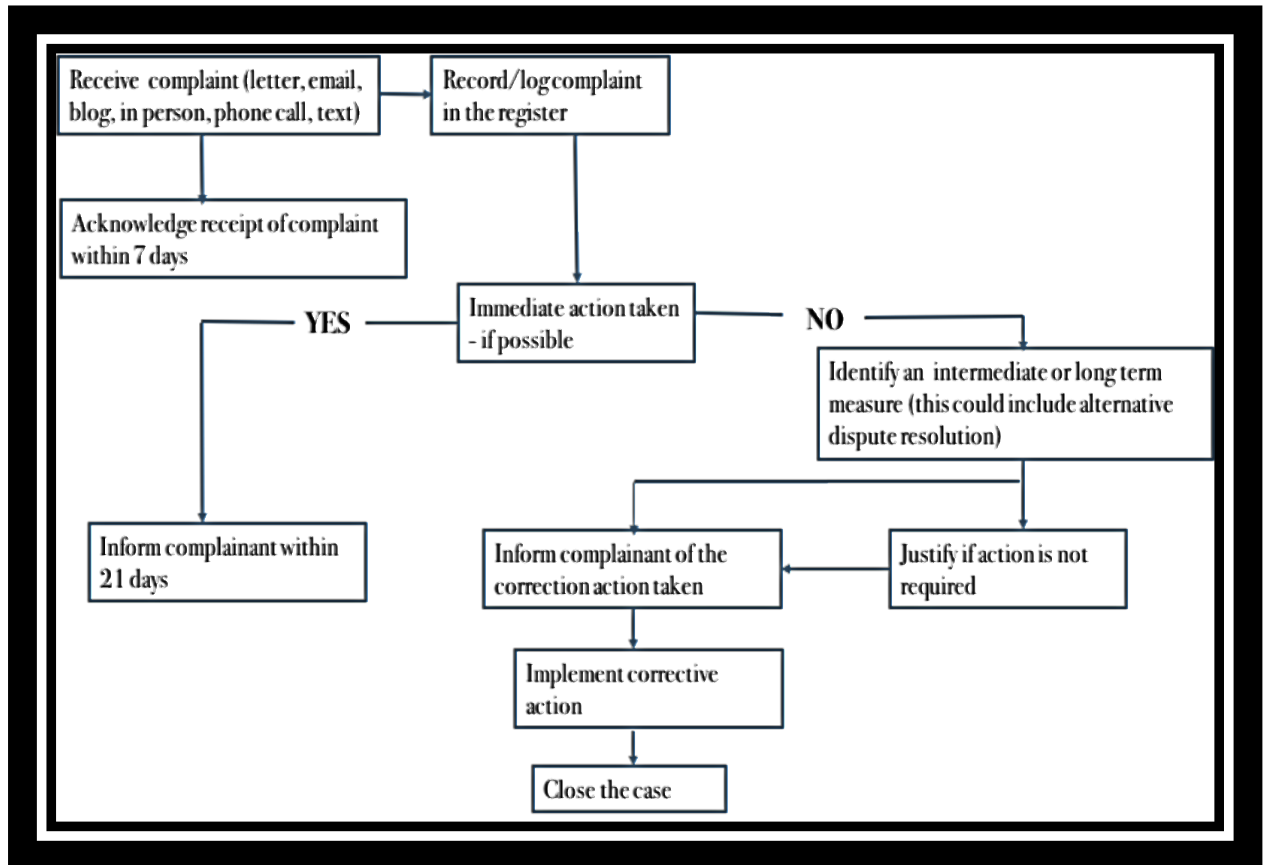 Receive complaint (letter, email,
blog, in person, phone call, text)
Record/log complaint
in the register
Acknowledge receipt of complaint
within 7 days
Immediate action taken
- if possible
YES
NO
Identify an intermediate or long term
measure (this could include alternative
dispute resolution)
Inform complainant within
21 days
Inform complainant of the
correction action taken
Justify if action is not
required
Implement corrective
action
Close the case